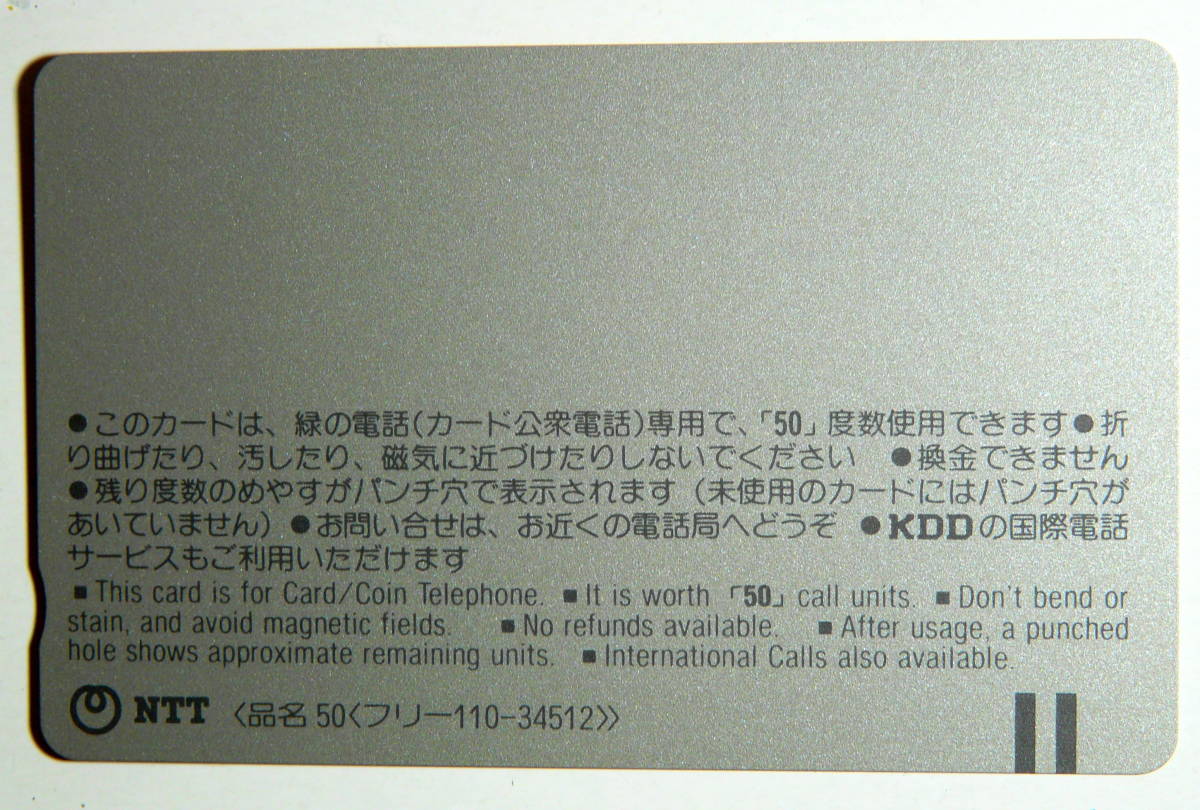 ●このカードは、緑の電話(カード公衆電話)専用で、「50」度数使用できます●折
り曲げたり、汚したり、磁気に近づけたりしないでください ●換金できません
●残り度数のめやすがパンチ穴で表示されます(未使用のカードにはパンチ穴が
あいていません)●お問い合せは、お近くの電話局へどうぞ ●KDDの国際電話
サービスもご利用いただけます
■This card is for Card/Coin Telephone. ■It is worth 「50」 call units. ■Don't bend or
stain, and avoid magnetic fields. ■No refunds available. ■After usage, a punched
hole shows approximate remaining units. ■International Calls also available.
NTT 〈品名 50〈フリー110-34512〉〉